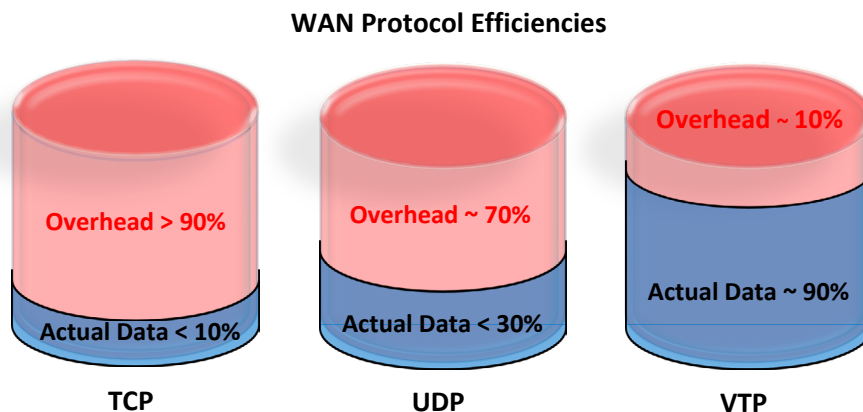 WAN Protocol Efficiencies
Overhead > 90%
Actual Data < 10%
TCP
Overhead ~ 70%
Actual Data < 30%
UDP
Overhead ~ 10%
Actual Data ~ 90%
VTP